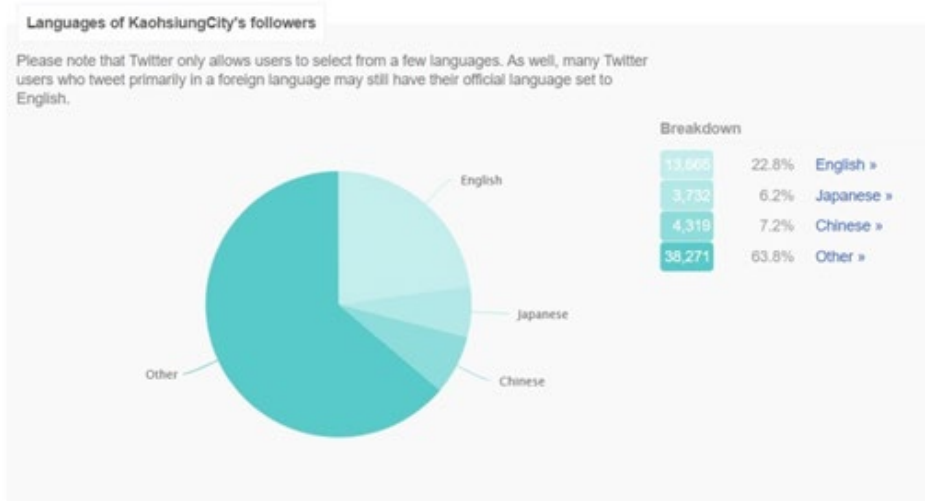 Languages of KaohsiungCity's followers
Please note that Twitter only allows users to select from a few languages. As well, many Twitter
users who tweet primarily in a foreign language may still have their official language set to
English.
Breakdown
13,665 22.8% English »
3,732 6.2% Japanese »
4,319 7.2% Chinese »
38,271 63.8% Other »
English
Japanese
Chinese
Other